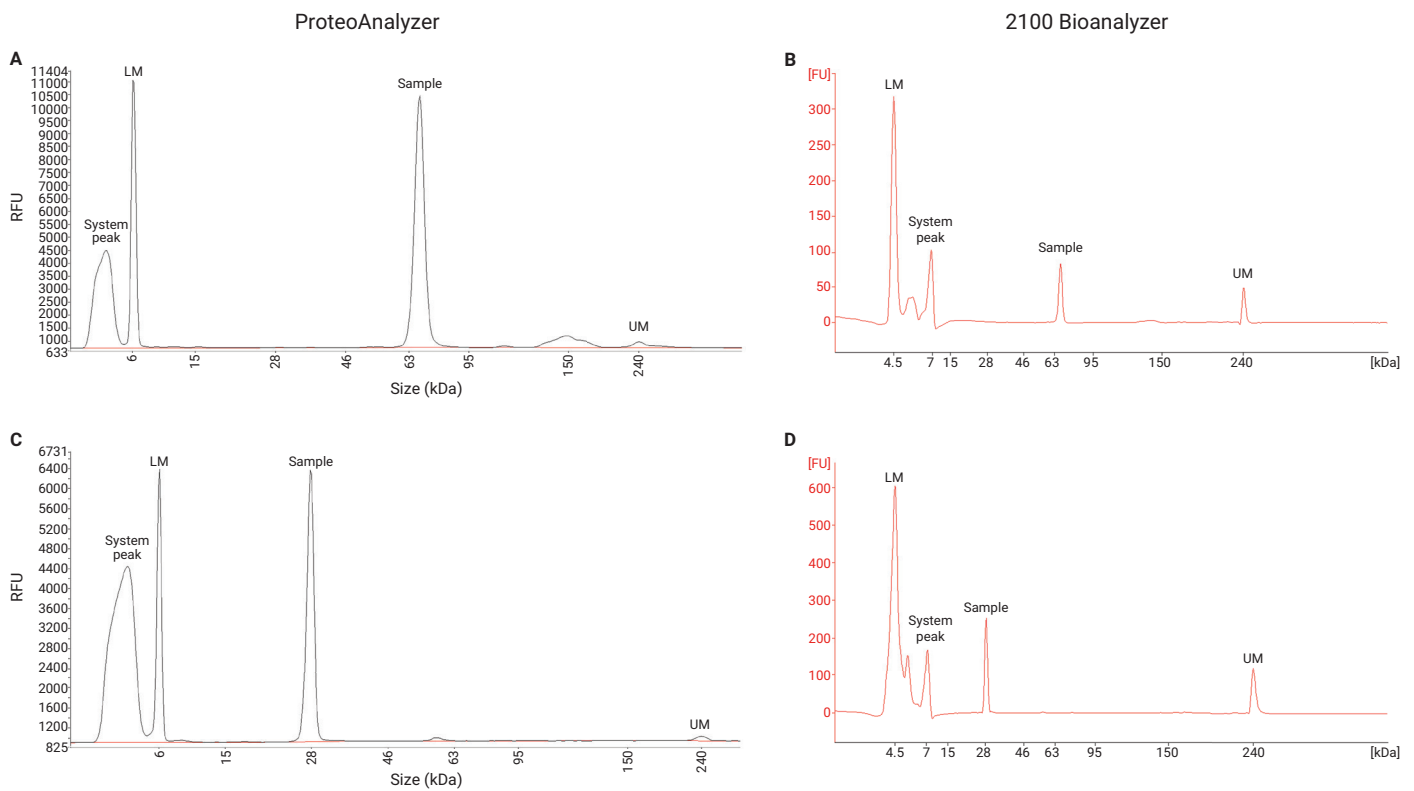 ProteoAnalyzer
2100 Bioanalyzer
A
11404
11000
10500
10000
9500
9000
8500
8000
7500
7000
6500
6000
5500
5000
4500
4000
3500
3000
2500
2000
1500
1000
633
RFU
LM
System
peak
Sample
UM
6
15
28
46
63
95
150
240
Size (kDa)
B
[FU]
300
250
200
150
100
50
0
LM
System
peak
Sample
UM
4.5
7
15
28
46
63
95
150
240
[kDa]
C
6731
6400
6000
5600
5200
4800
4400
4000
3600
3200
2800
2400
2000
1600
1200
825
RFU
LM
System
peak
Sample
UM
6
15
28
46
63
95
150
240
Size (kDa)
D
[FU]
600
500
400
300
200
100
0
LM
System
peak
Sample
UM
4.5
7
15
28
46
63
95
150
240
[kDa]